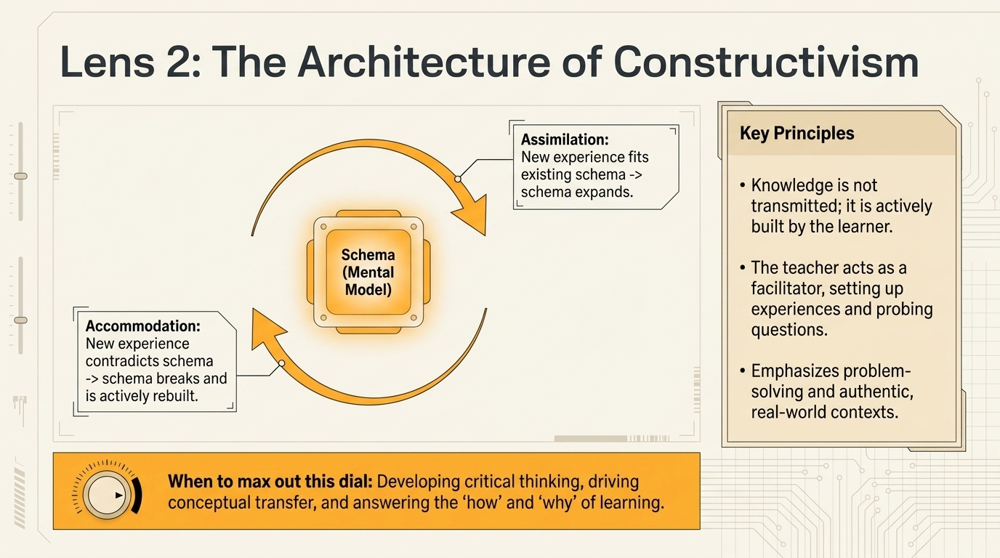 Lens 2: The Architecture of Constructivism
Assimilation:
New experience fits
existing schema ->
schema expands.
Schema
(Mental
Model)
Accommodation:
New experience
contradicts schema
-> schema breaks and
is actively rebuilt.
Key Principles
• Knowledge is not
transmitted; it is actively
built by the learner.
• The teacher acts as a
facilitator, setting up
experiences and probing
questions.
• Emphasizes problem-
solving and authentic,
real-world contexts.
When to max out this dial: Developing critical thinking, driving
conceptual transfer, and answering the ‘how’ and ‘why’ of learning.